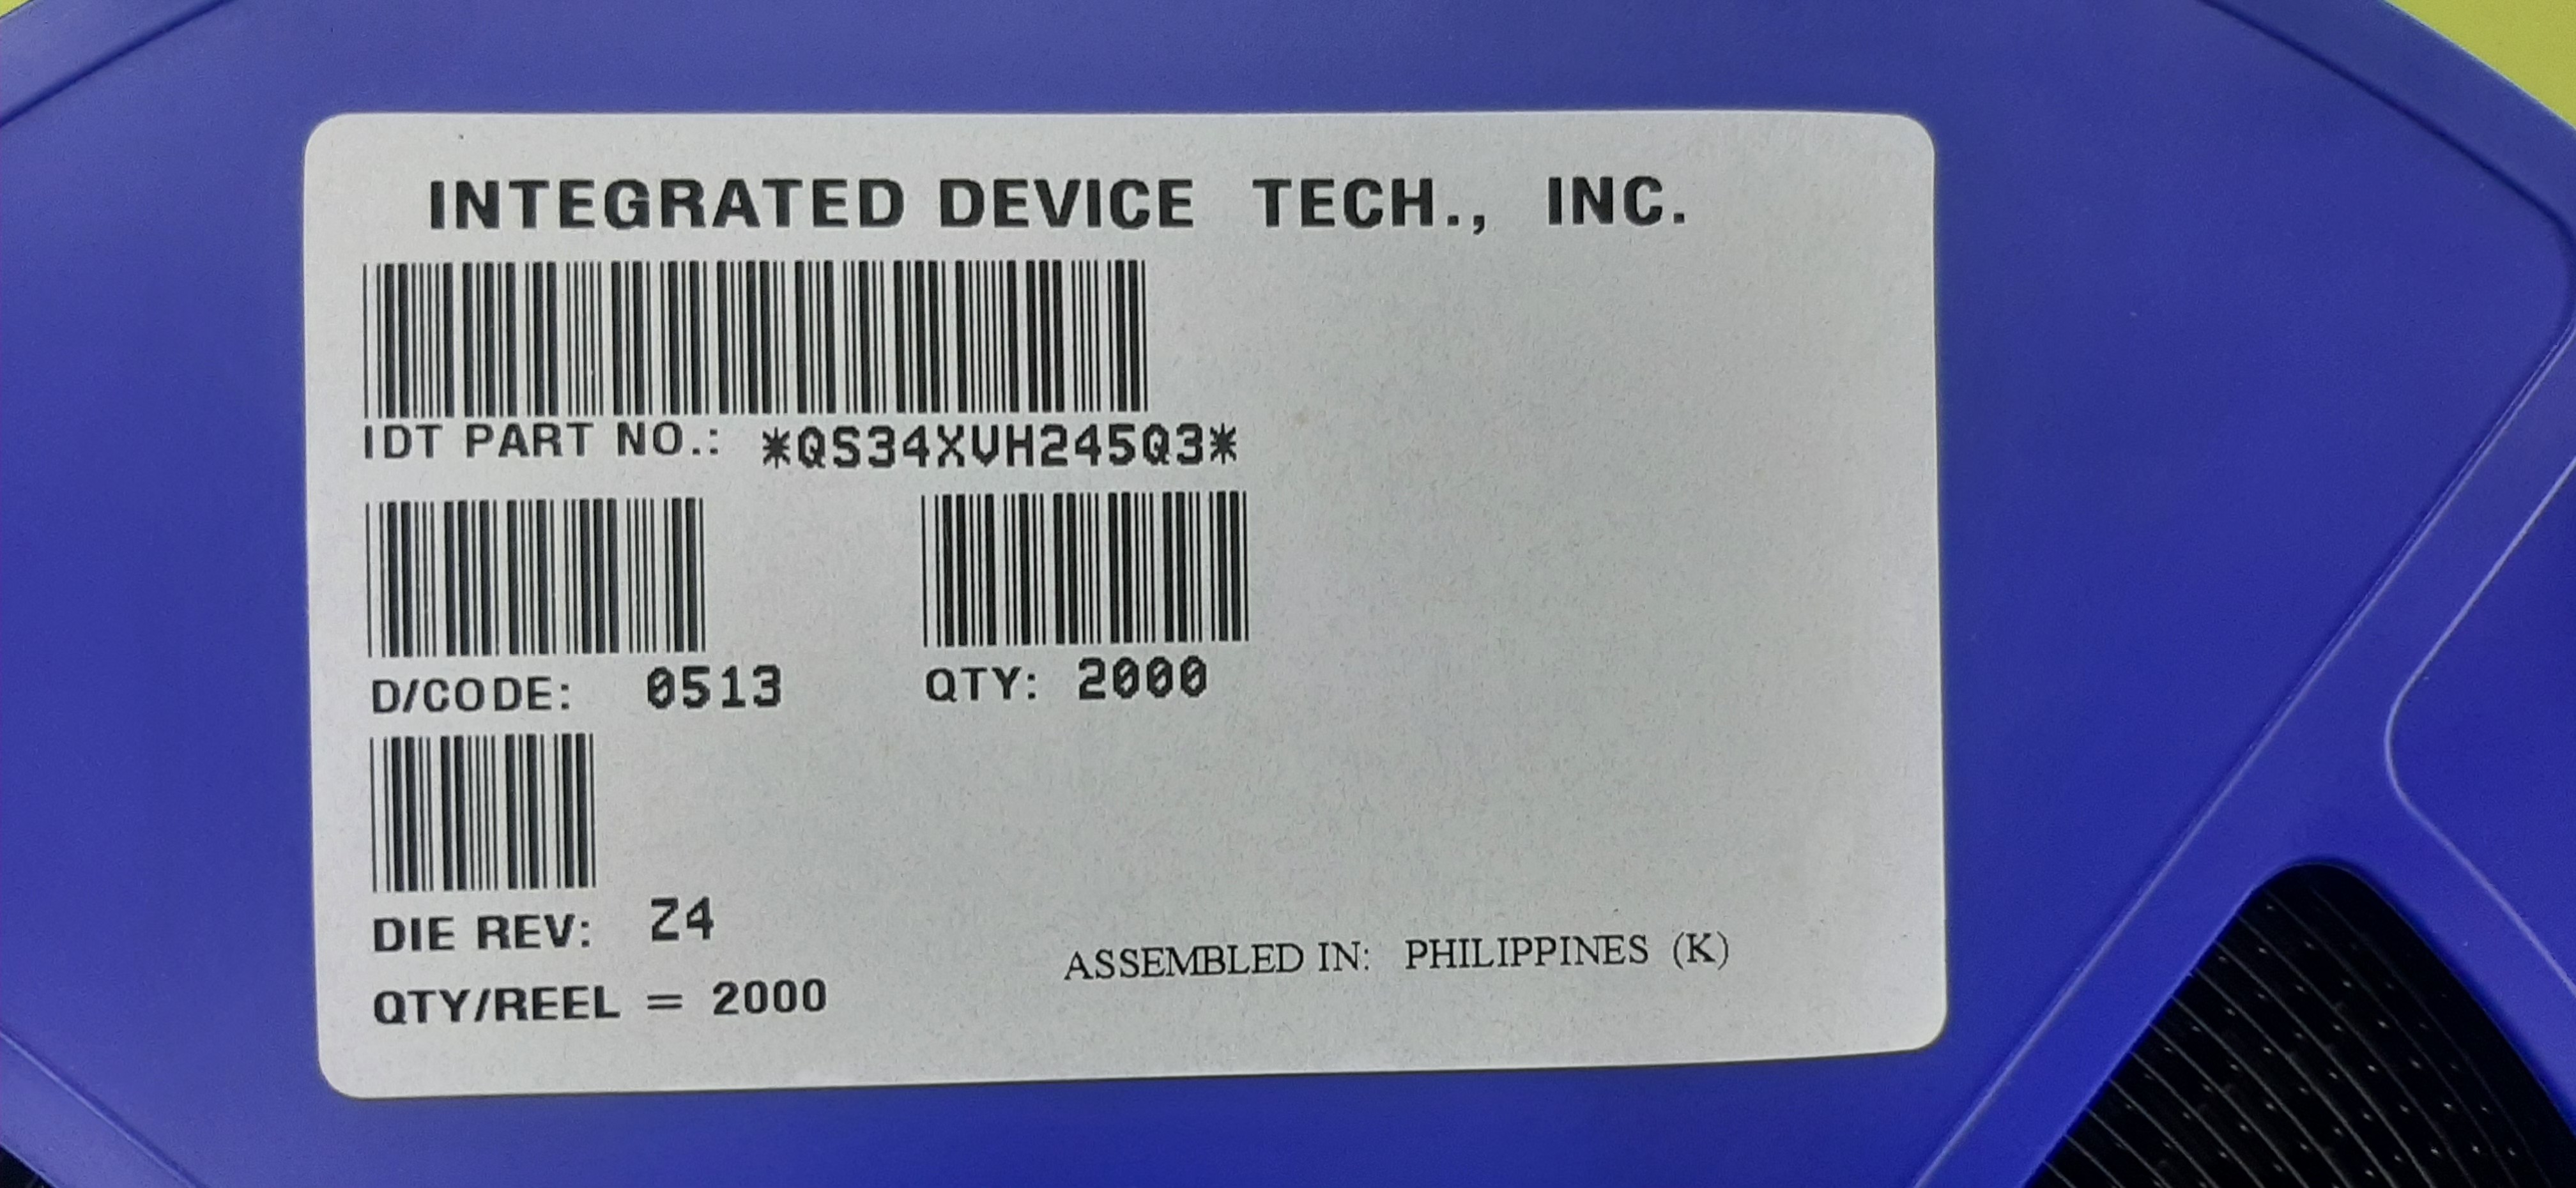 INTEGRATED DEVICE TECH., INC.
IDT PART NO.: *QS34XVH245Q3*
D/CODE: 0513 QTY: 2000
DIE REV: Z4
ASSEMBLED IN: PHILIPPINES (K)
QTY/REEL = 2000